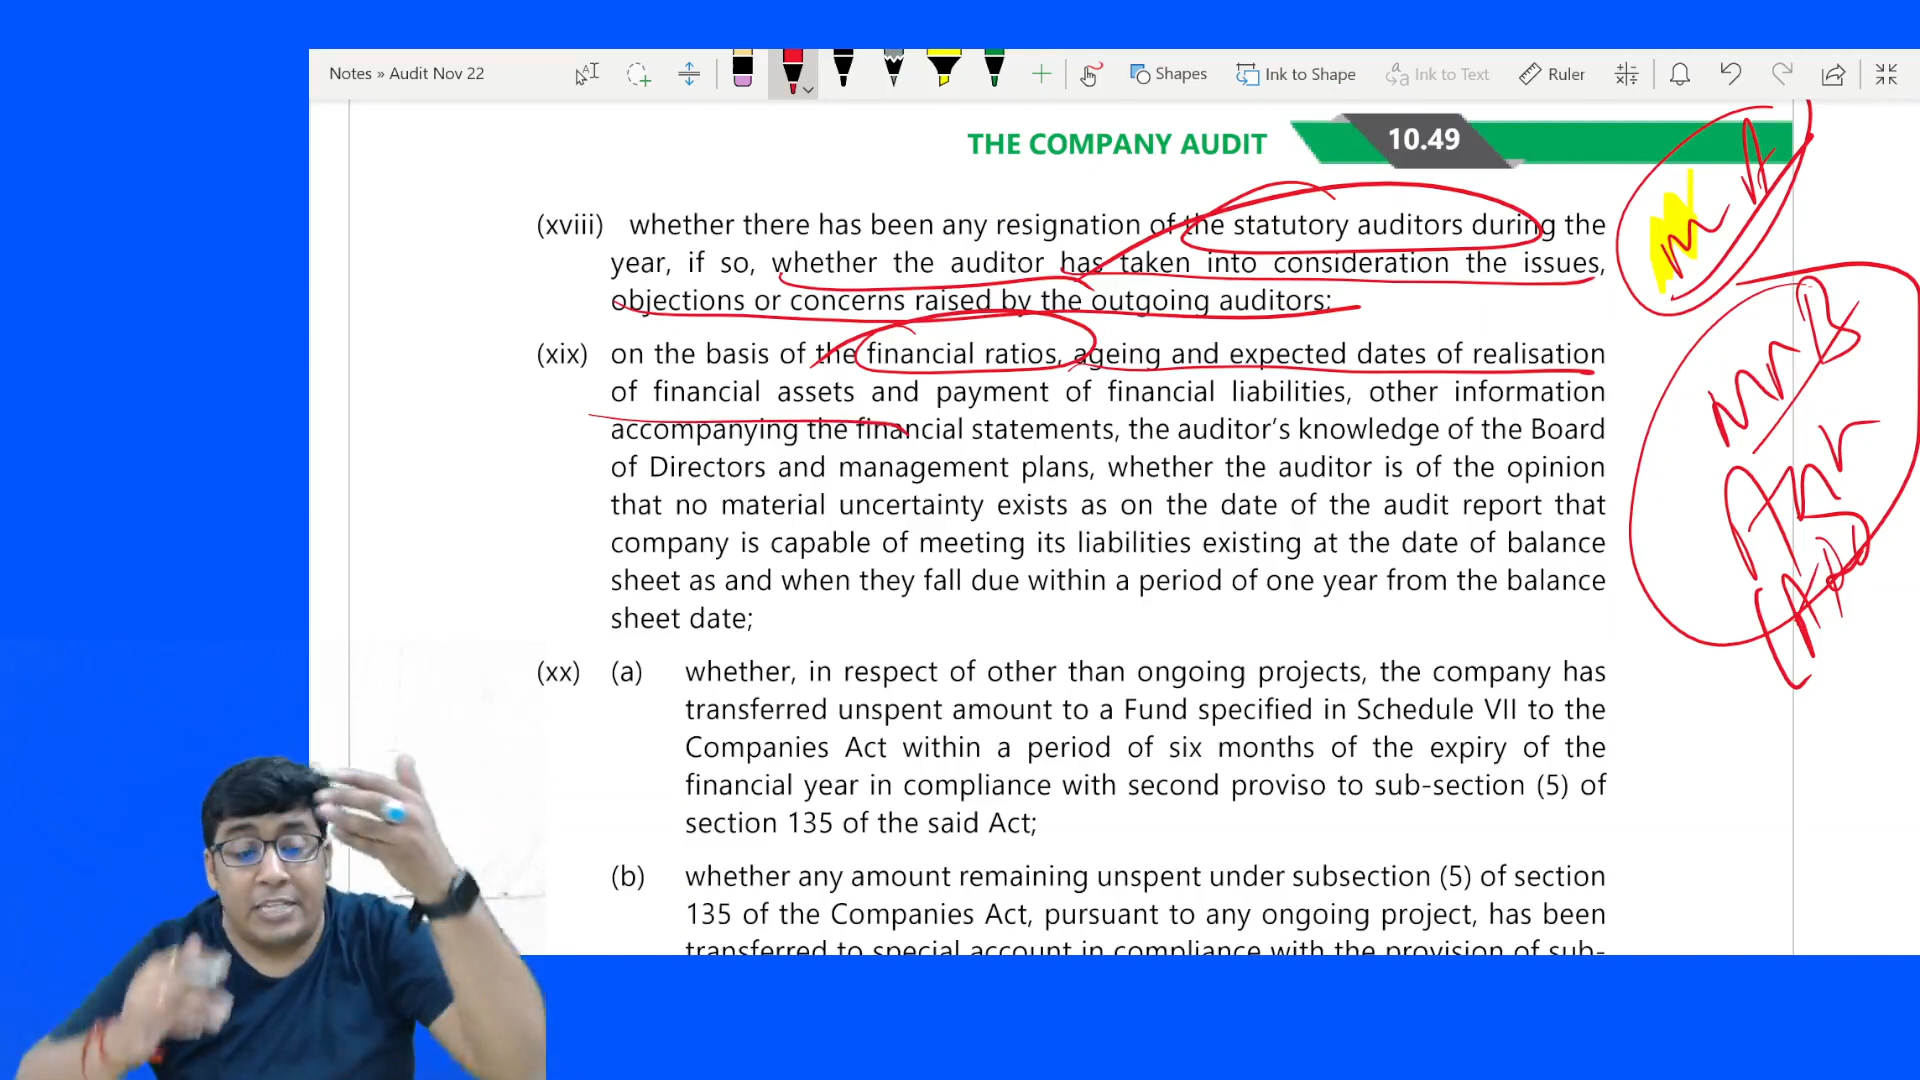 Notes » Audit Nov 22
Shapes
Ink to Shape
Ink to Text
Ruler
THE COMPANY AUDIT 10.49
(xviii) whether there has been any resignation of the statutory auditors during the
year, if so, whether the auditor has taken into consideration the issues,
objections or concerns raised by the outgoing auditors;
(xix) on the basis of the financial ratios, ageing and expected dates of realisation
of financial assets and payment of financial liabilities, other information
accompanying the financial statements, the auditor's knowledge of the Board
of Directors and management plans, whether the auditor is of the opinion
that no material uncertainty exists as on the date of the audit report that
company is capable of meeting its liabilities existing at the date of balance
sheet as and when they fall due within a period of one year from the balance
sheet date;
(xx) (a) whether, in respect of other than ongoing projects, the company has
transferred unspent amount to a Fund specified in Schedule VII to the
Companies Act within a period of six months of the expiry of the
financial year in compliance with second proviso to sub-section (5) of
section 135 of the said Act;
(b) whether any amount remaining unspent under subsection (5) of section
135 of the Companies Act, pursuant to any ongoing project, has been
transferred to special account in compliance with the provision of sub-